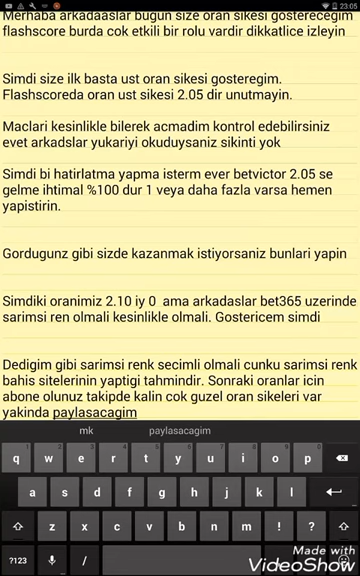 23:05
Merhaba arkadaaslar bugun size oran sikesi gosterecegim
flashscore burda cok etkili bir rolu vardir dikkatlice izleyin
Simdi size ilk basta ust oran sikesi gosteregim.
Flashscoreda oran ust sikesi 2.05 dir unutmayin.
Maclari kesinlikle bilerek acmadim kontrol edebilirsiniz
evet arkadslar yukariyi okuduysaniz sikinti yok
Simdi bi hatirlatma yapma isterm ever betvictor 2.05 se
gelme ihtimal %100 dur 1 veya daha fazla varsa hemen
yapistirin.
Gordugunz gibi sizde kazanmak istiyorsaniz bunlari yapin
Simdiki oranimiz 2.10 iy 0 ama arkadaslar bet365 uzerinde
sarimsi ren olmali kesinlikle olmali. Gostericem simdi
Dedigim gibi sarimsi renk secimli olmali cunku sarimsi renk
bahis sitelerinin yaptigi tahmindir. Sonraki oranlar icin
abone olunuz takipde kalin cok guzel oran sikeleri var
yakinda paylasacagim
mk paylasacagim
q w e r t y u i o p
a s d f g h j k l
z x c v b n m ! ?
?123 /
Made with
VideoShow